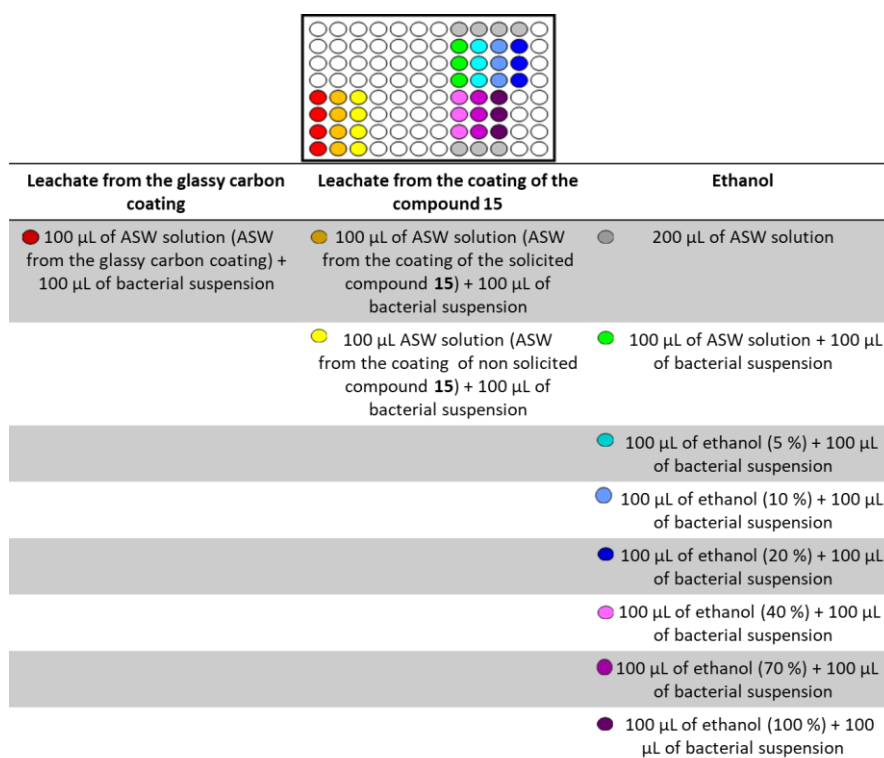 Leachate from the glassy carbon
coating
Leachate from the coating of the
compound 15
Ethanol
100 µL of ASW solution (ASW
from the glassy carbon coating) +
100 µL of bacterial suspension
100 µL of ASW solution (ASW
from the coating of the solicited
compound 15) + 100 µL of
bacterial suspension
200 µL of ASW solution
100 µL ASW solution (ASW
from the coating of non solicited
compound 15) + 100 µL of
bacterial suspension
100 µL of ASW solution + 100 µL
of bacterial suspension
100 µL of ethanol (5 %) + 100 µL
of bacterial suspension
100 µL of ethanol (10 %) + 100 µL
of bacterial suspension
100 µL of ethanol (20 %) + 100 µL
of bacterial suspension
100 µL of ethanol (40 %) + 100 µL
of bacterial suspension
100 µL of ethanol (70 %) + 100 µL
of bacterial suspension
100 µL of ethanol (100 %) + 100
µL of bacterial suspension